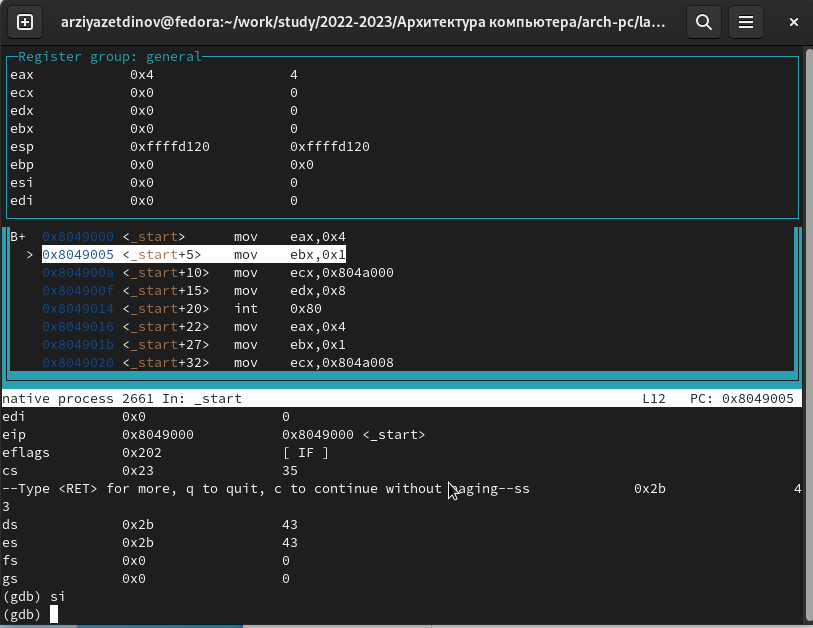 arziyazetdinov@fedora:~/work/study/2022-2023/Архитектура компьютера/arch-pc/la...
Register group: general
eax 0x4 4
ecx 0x0 0
edx 0x0 0
ebx 0x0 0
esp 0xffffd120 0xffffd120
ebp 0x0 0x0
esi 0x0 0
edi 0x0 0
B+ 0x8049000 <_start> mov eax,0x4
> 0x8049005 <_start+5> mov ebx,0x1
0x804900a <_start+10> mov ecx,0x804a000
0x804900f <_start+15> mov edx,0x8
0x8049014 <_start+20> int 0x80
0x8049016 <_start+22> mov eax,0x4
0x804901b <_start+27> mov ebx,0x1
0x8049020 <_start+32> mov ecx,0x804a008
native process 2661 In: _start L12 PC: 0x8049005
edi 0x0 0
eip 0x8049000 0x8049000 <_start>
eflags 0x202 [ IF ]
cs 0x23 35
--Type <RET> for more, q to quit, c to continue without paging--ss 0x2b 4
3
ds 0x2b 43
es 0x2b 43
fs 0x0 0
gs 0x0 0
(gdb) si
(gdb)